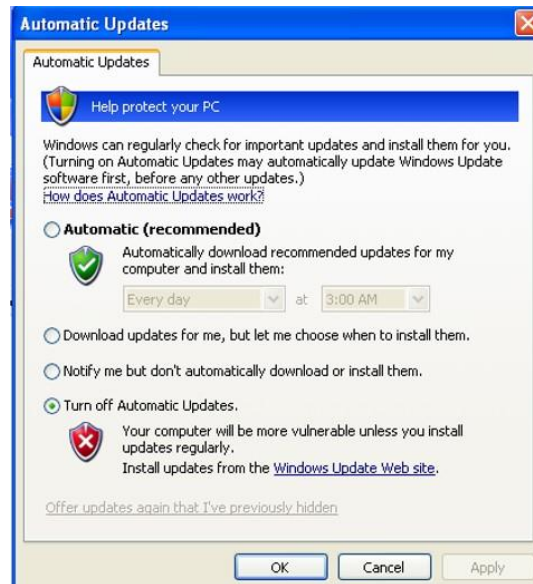 Automatic Updates
Automatic Updates
Help protect your PC
Windows can regularly check for important updates and install them for you.
(Turning on Automatic Updates may automatically update Windows Update
software first, before any other updates.)
How does Automatic Updates work?
Automatic (recommended)
Automatically download recommended updates for my
computer and install them:
Every day at 3:00 AM
Download updates for me, but let me choose when to install them.
Notify me but don't automatically download or install them.
Turn off Automatic Updates.
Your computer will be more vulnerable unless you install
updates regularly.
Install updates from the Windows Update Web site.
Offer updates again that I've previously hidden
OK Cancel Apply